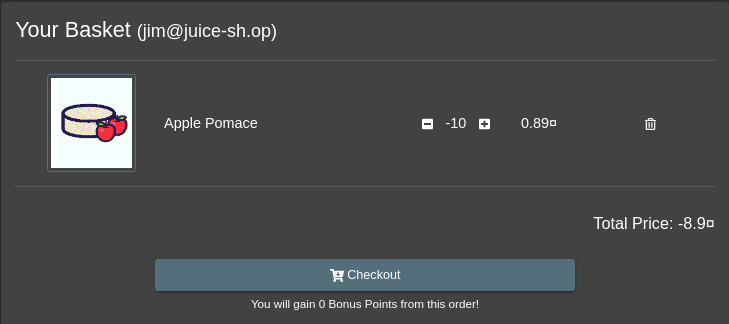 Your Basket (jim@juice-sh.op)
Apple Pomace -10 0.89¤
Total Price: -8.9¤
Checkout
You will gain 0 Bonus Points from this order!